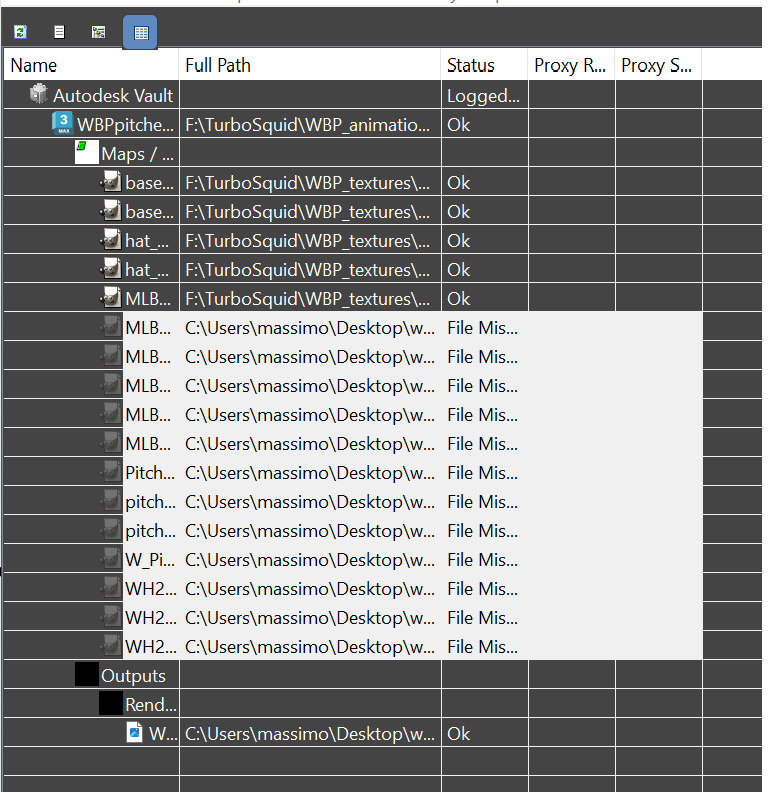 Name Full Path Status Proxy R... Proxy S...
Autodesk Vault Logged...
WBPpitche... F:\TurboSquid\WBP_animatio... Ok
Maps / ...
base... F:\TurboSquid\WBP_textures\... Ok
base... F:\TurboSquid\WBP_textures\... Ok
hat_... F:\TurboSquid\WBP_textures\... Ok
hat_... F:\TurboSquid\WBP_textures\... Ok
MLB... F:\TurboSquid\WBP_textures\... Ok
MLB... C:\Users\massimo\Desktop\w... File Mis...
MLB... C:\Users\massimo\Desktop\w... File Mis...
MLB... C:\Users\massimo\Desktop\w... File Mis...
MLB... C:\Users\massimo\Desktop\w... File Mis...
MLB... C:\Users\massimo\Desktop\w... File Mis...
Pitch... C:\Users\massimo\Desktop\w... File Mis...
pitch... C:\Users\massimo\Desktop\w... File Mis...
pitch... C:\Users\massimo\Desktop\w... File Mis...
W_Pi... C:\Users\massimo\Desktop\w... File Mis...
WH2... C:\Users\massimo\Desktop\w... File Mis...
WH2... C:\Users\massimo\Desktop\w... File Mis...
WH2... C:\Users\massimo\Desktop\w... File Mis...
Outputs
Rend...
W... C:\Users\massimo\Desktop\w... Ok